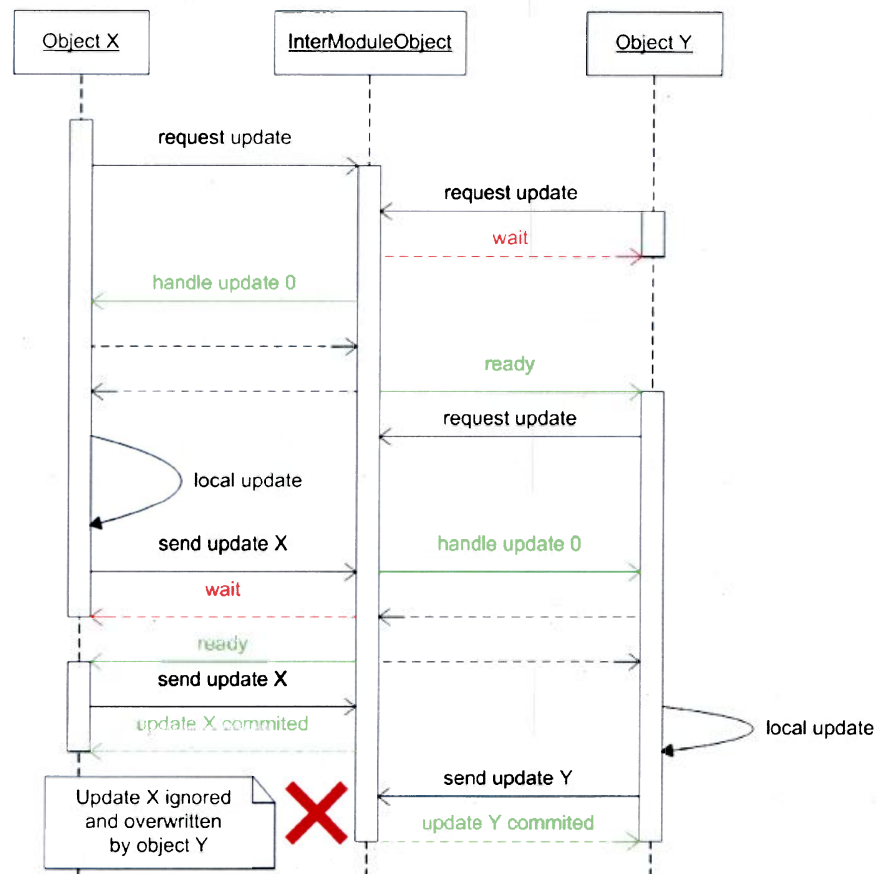 Object X
InterModuleObject
Object Y
request update
request update
wait
handle update 0
ready
request update
local update
send update X
handle update 0
wait
ready
send update X
update X commited
local update
send update Y
Update X ignored
and overwritten
by object Y
update Y commited